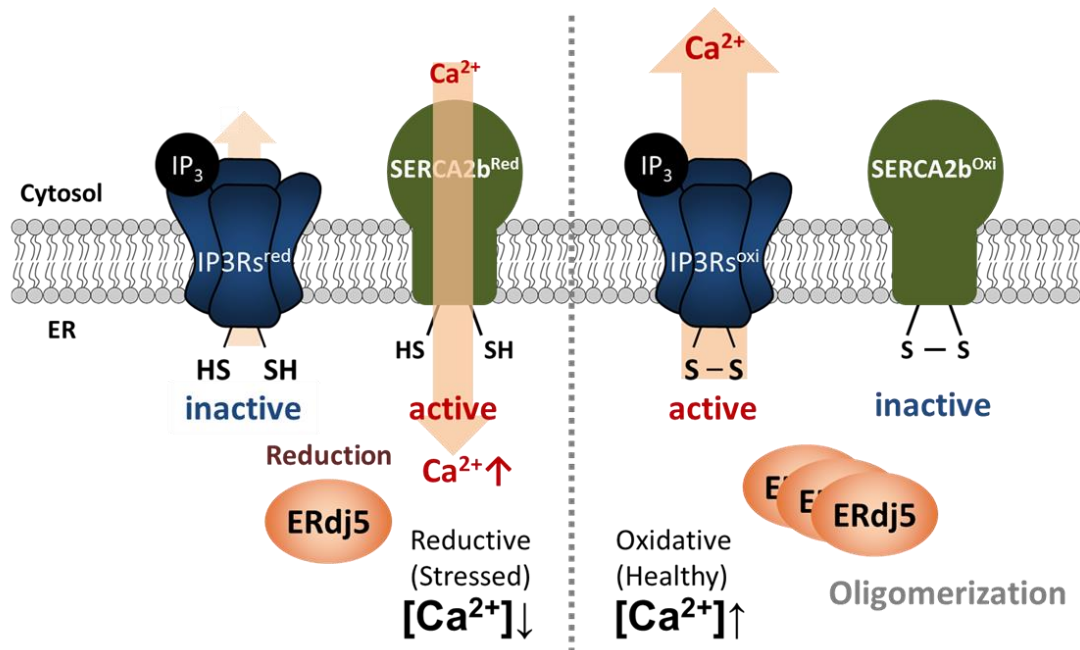 Ca²⁺
IP₃
SERCA2bᴿᵉᵈ
Cytosol
IP3Rsʳᵉᵈ
ER
HS SH
HS SH
inactive
active
Reduction
Ca²⁺↑
ERdj5
Reductive
(Stressed)
[Ca²⁺]↓
Ca²⁺
IP₃
SERCA2bᴼˣⁱ
IP3Rsᵒˣⁱ
S – S
S – S
active
inactive
ERdj5
Oxidative
(Healthy)
[Ca²⁺]↑
Oligomerization